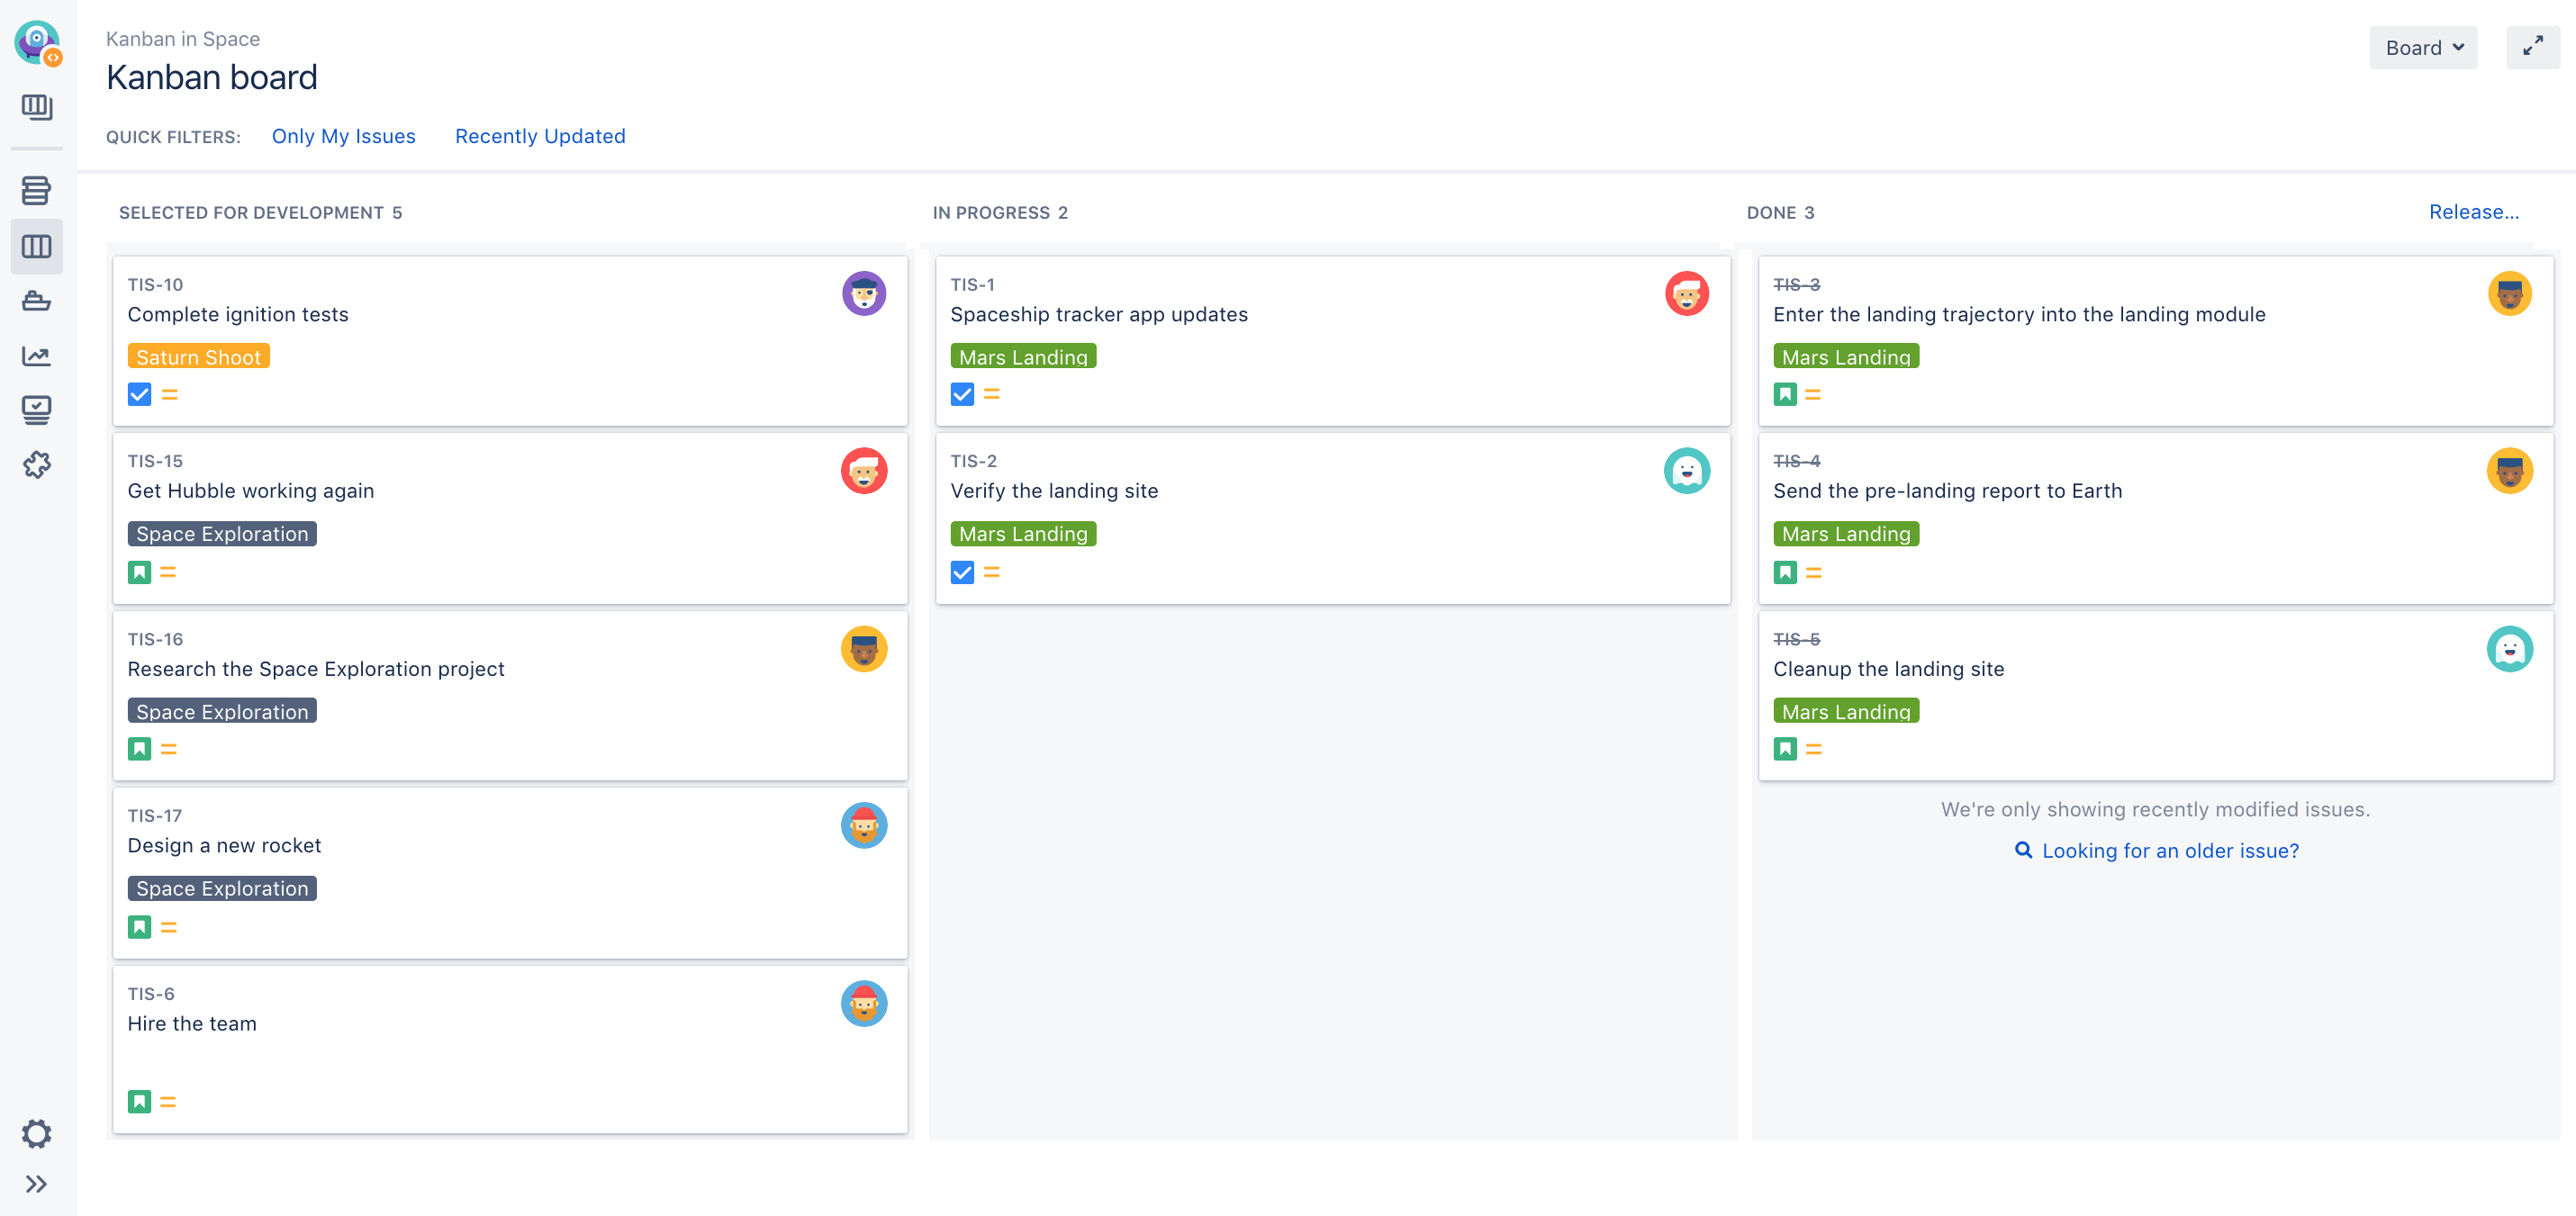 Kanban in Space
Kanban board
Board
QUICK FILTERS: Only My Issues Recently Updated
SELECTED FOR DEVELOPMENT 5
TIS-10
Complete ignition tests
Saturn Shoot
TIS-15
Get Hubble working again
Space Exploration
TIS-16
Research the Space Exploration project
Space Exploration
TIS-17
Design a new rocket
Space Exploration
TIS-6
Hire the team
IN PROGRESS 2
TIS-1
Spaceship tracker app updates
Mars Landing
TIS-2
Verify the landing site
Mars Landing
DONE 3
Release...
TIS-3
Enter the landing trajectory into the landing module
Mars Landing
TIS-4
Send the pre-landing report to Earth
Mars Landing
TIS-5
Cleanup the landing site
Mars Landing
We're only showing recently modified issues.
Looking for an older issue?